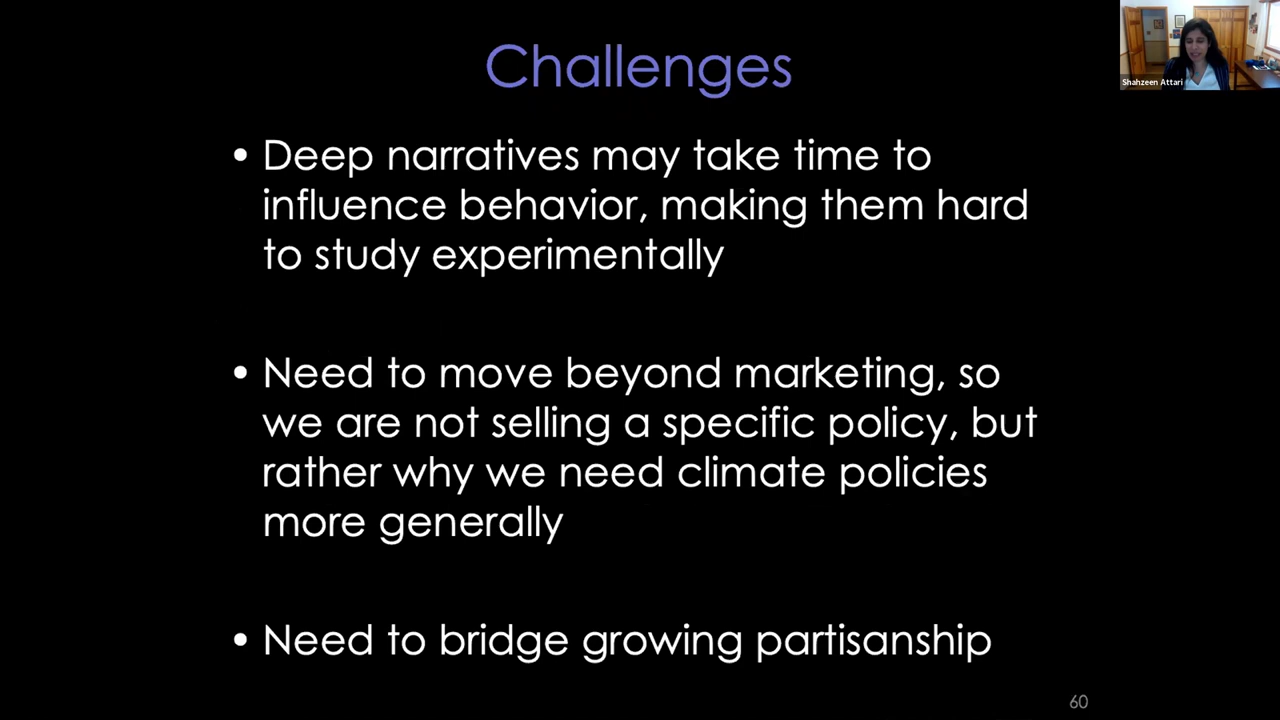 Challenges
Shahzeen Attari
• Deep narratives may take time to
influence behavior, making them hard
to study experimentally
• Need to move beyond marketing, so
we are not selling a specific policy, but
rather why we need climate policies
more generally
• Need to bridge growing partisanship
60